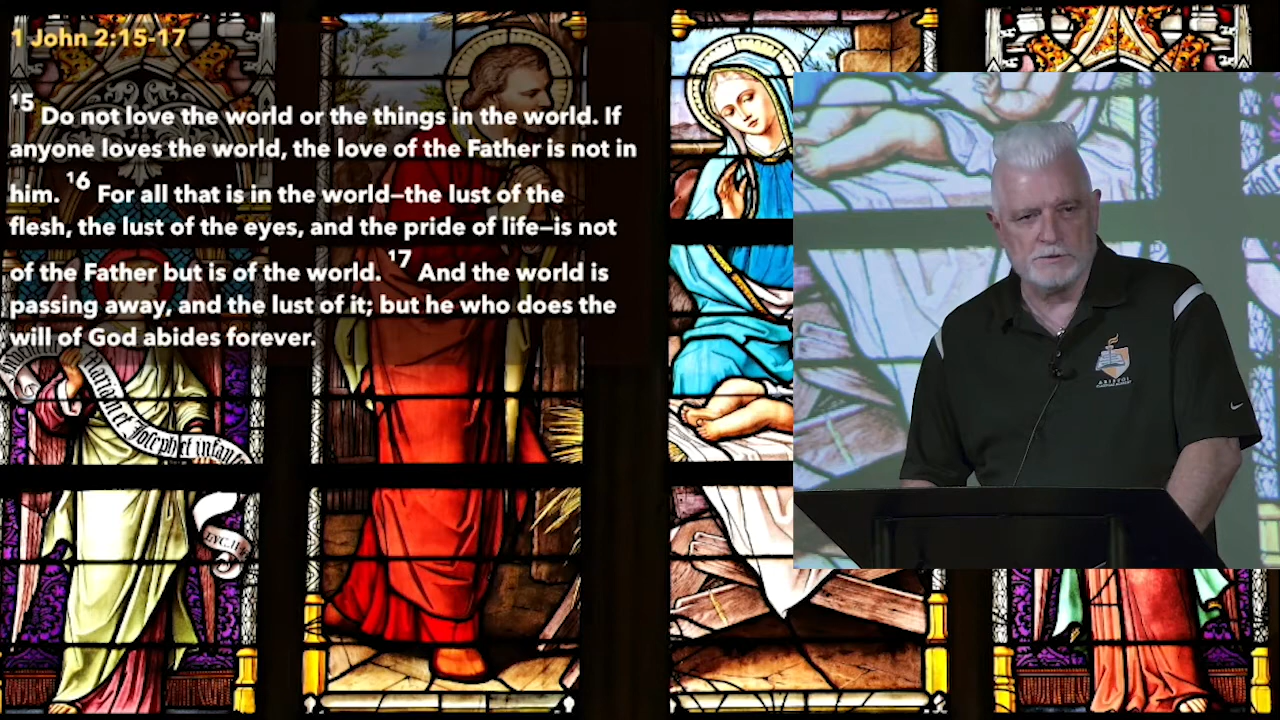 1 John 2:15-17
15 Do not love the world or the things in the world. If
anyone loves the world, the love of the Father is not in
him. 16 For all that is in the world—the lust of the
flesh, the lust of the eyes, and the pride of life—is not
of the Father but is of the world. 17 And the world is
passing away, and the lust of it; but he who does the
will of God abides forever.
Joseph et infant